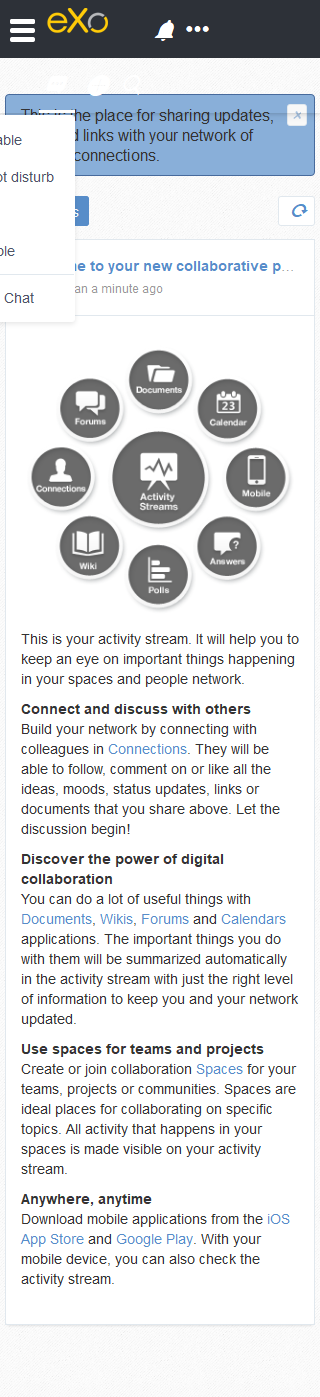 eXo
This is the place for sharing updates,
links with your network of
connections.
ot disturb
Chat
me to your new collaborative p...
an a minute ago
Documents
Forums
Calendar
23
Connections
Activity
Streams
Mobile
Wiki
Answers
Polls
This is your activity stream. It will help you to
keep an eye on important things happening
in your spaces and people network.
Connect and discuss with others
Build your network by connecting with
colleagues in Connections. They will be
able to follow, comment on or like all the
ideas, moods, status updates, links or
documents that you share above. Let the
discussion begin!
Discover the power of digital
collaboration
You can do a lot of useful things with
Documents, Wikis, Forums and Calendars
applications. The important things you do
with them will be summarized automatically
in the activity stream with just the right level
of information to keep you and your network
updated.
Use spaces for teams and projects
Create or join collaboration Spaces for your
teams, projects or communities. Spaces are
ideal places for collaborating on specific
topics. All activity that happens in your
spaces is made visible on your activity
stream.
Anywhere, anytime
Download mobile applications from the iOS
App Store and Google Play. With your
mobile device, you can also check the
activity stream.